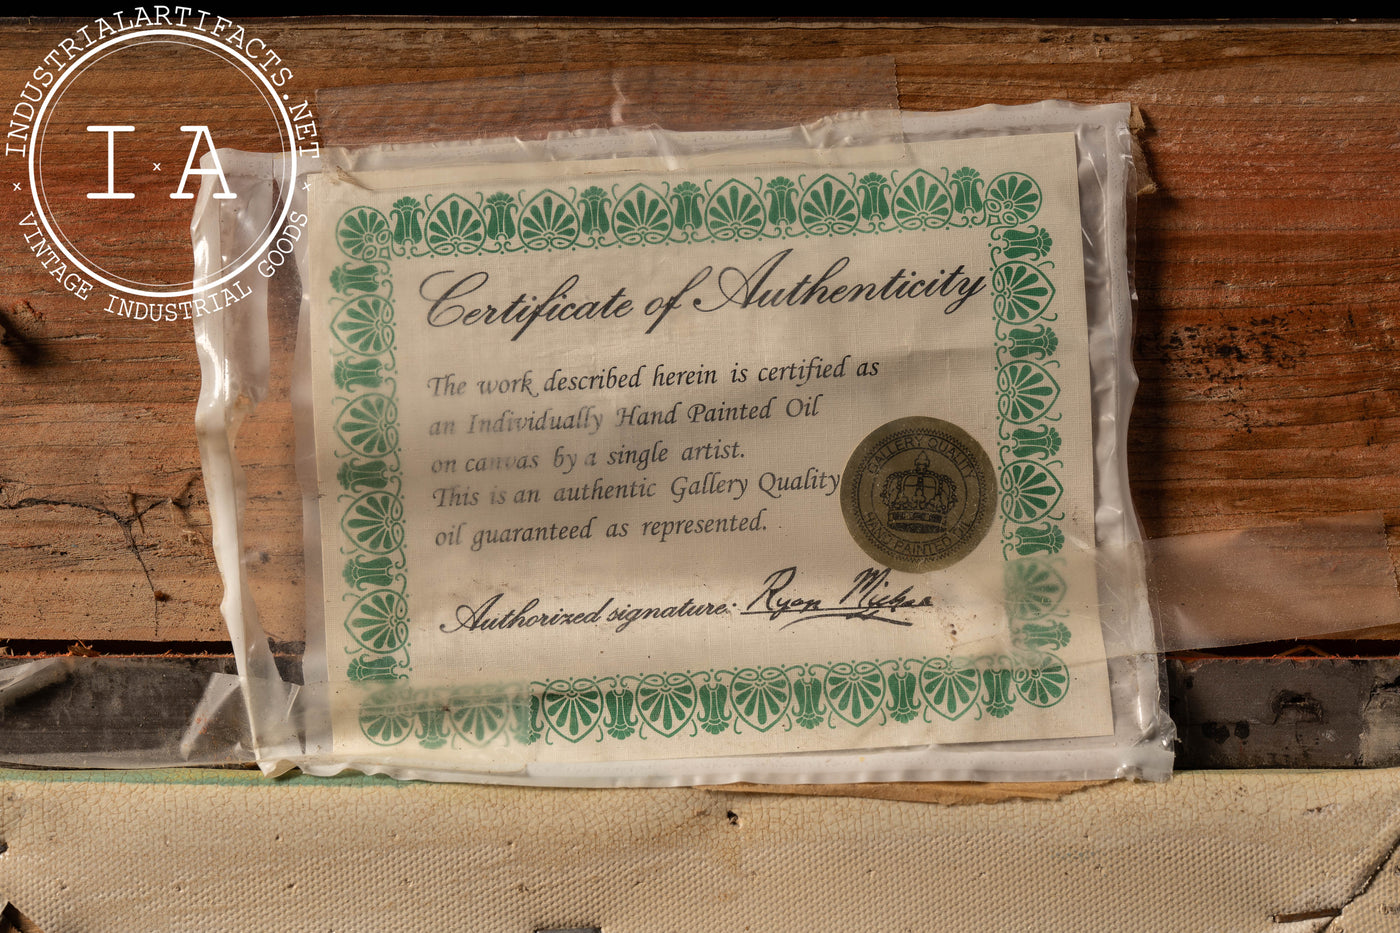 INDUSTRIALARTIFACTS.NET
I x A
VINTAGE INDUSTRIAL GOODS
Certificate of Authenticity
The work described herein is certified as
an Individually Hand Painted Oil
on canvas by a single artist.
This is an authentic Gallery Quality
oil guaranteed as represented.
GALLERY QUALITY
HAND PAINTED OIL
Authorized signature: Ryan